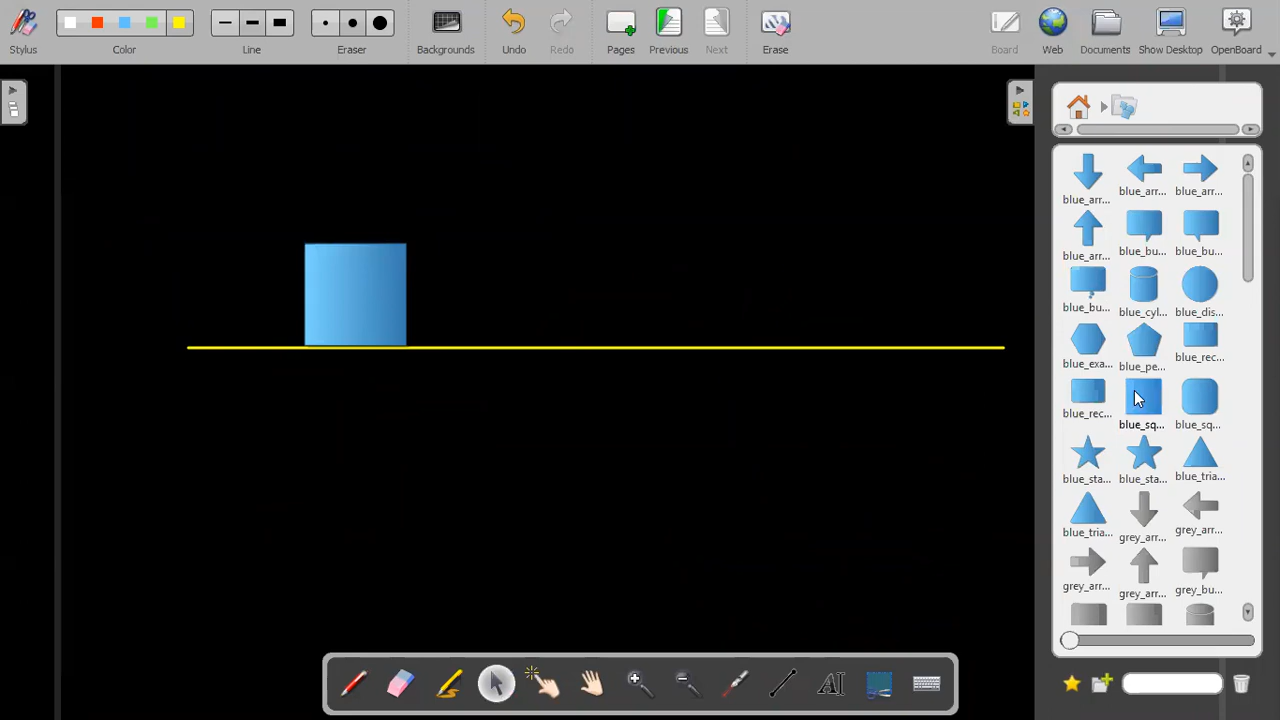 Stylus Color Line Eraser Backgrounds Undo Redo Pages Previous Next Erase Board Web Documents Show Desktop OpenBoard
blue_arr... blue_arr... blue_arr...
blue_arr... blue_bu... blue_bu...
blue_bu... blue_cyl... blue_dis...
blue_exa... blue_pe... blue_rec...
blue_rec... blue_sq... blue_sq...
blue_sta... blue_sta... blue_tria...
blue_tria... grey_arr... grey_arr...
grey_arr... grey_arr... grey_bu...
AI